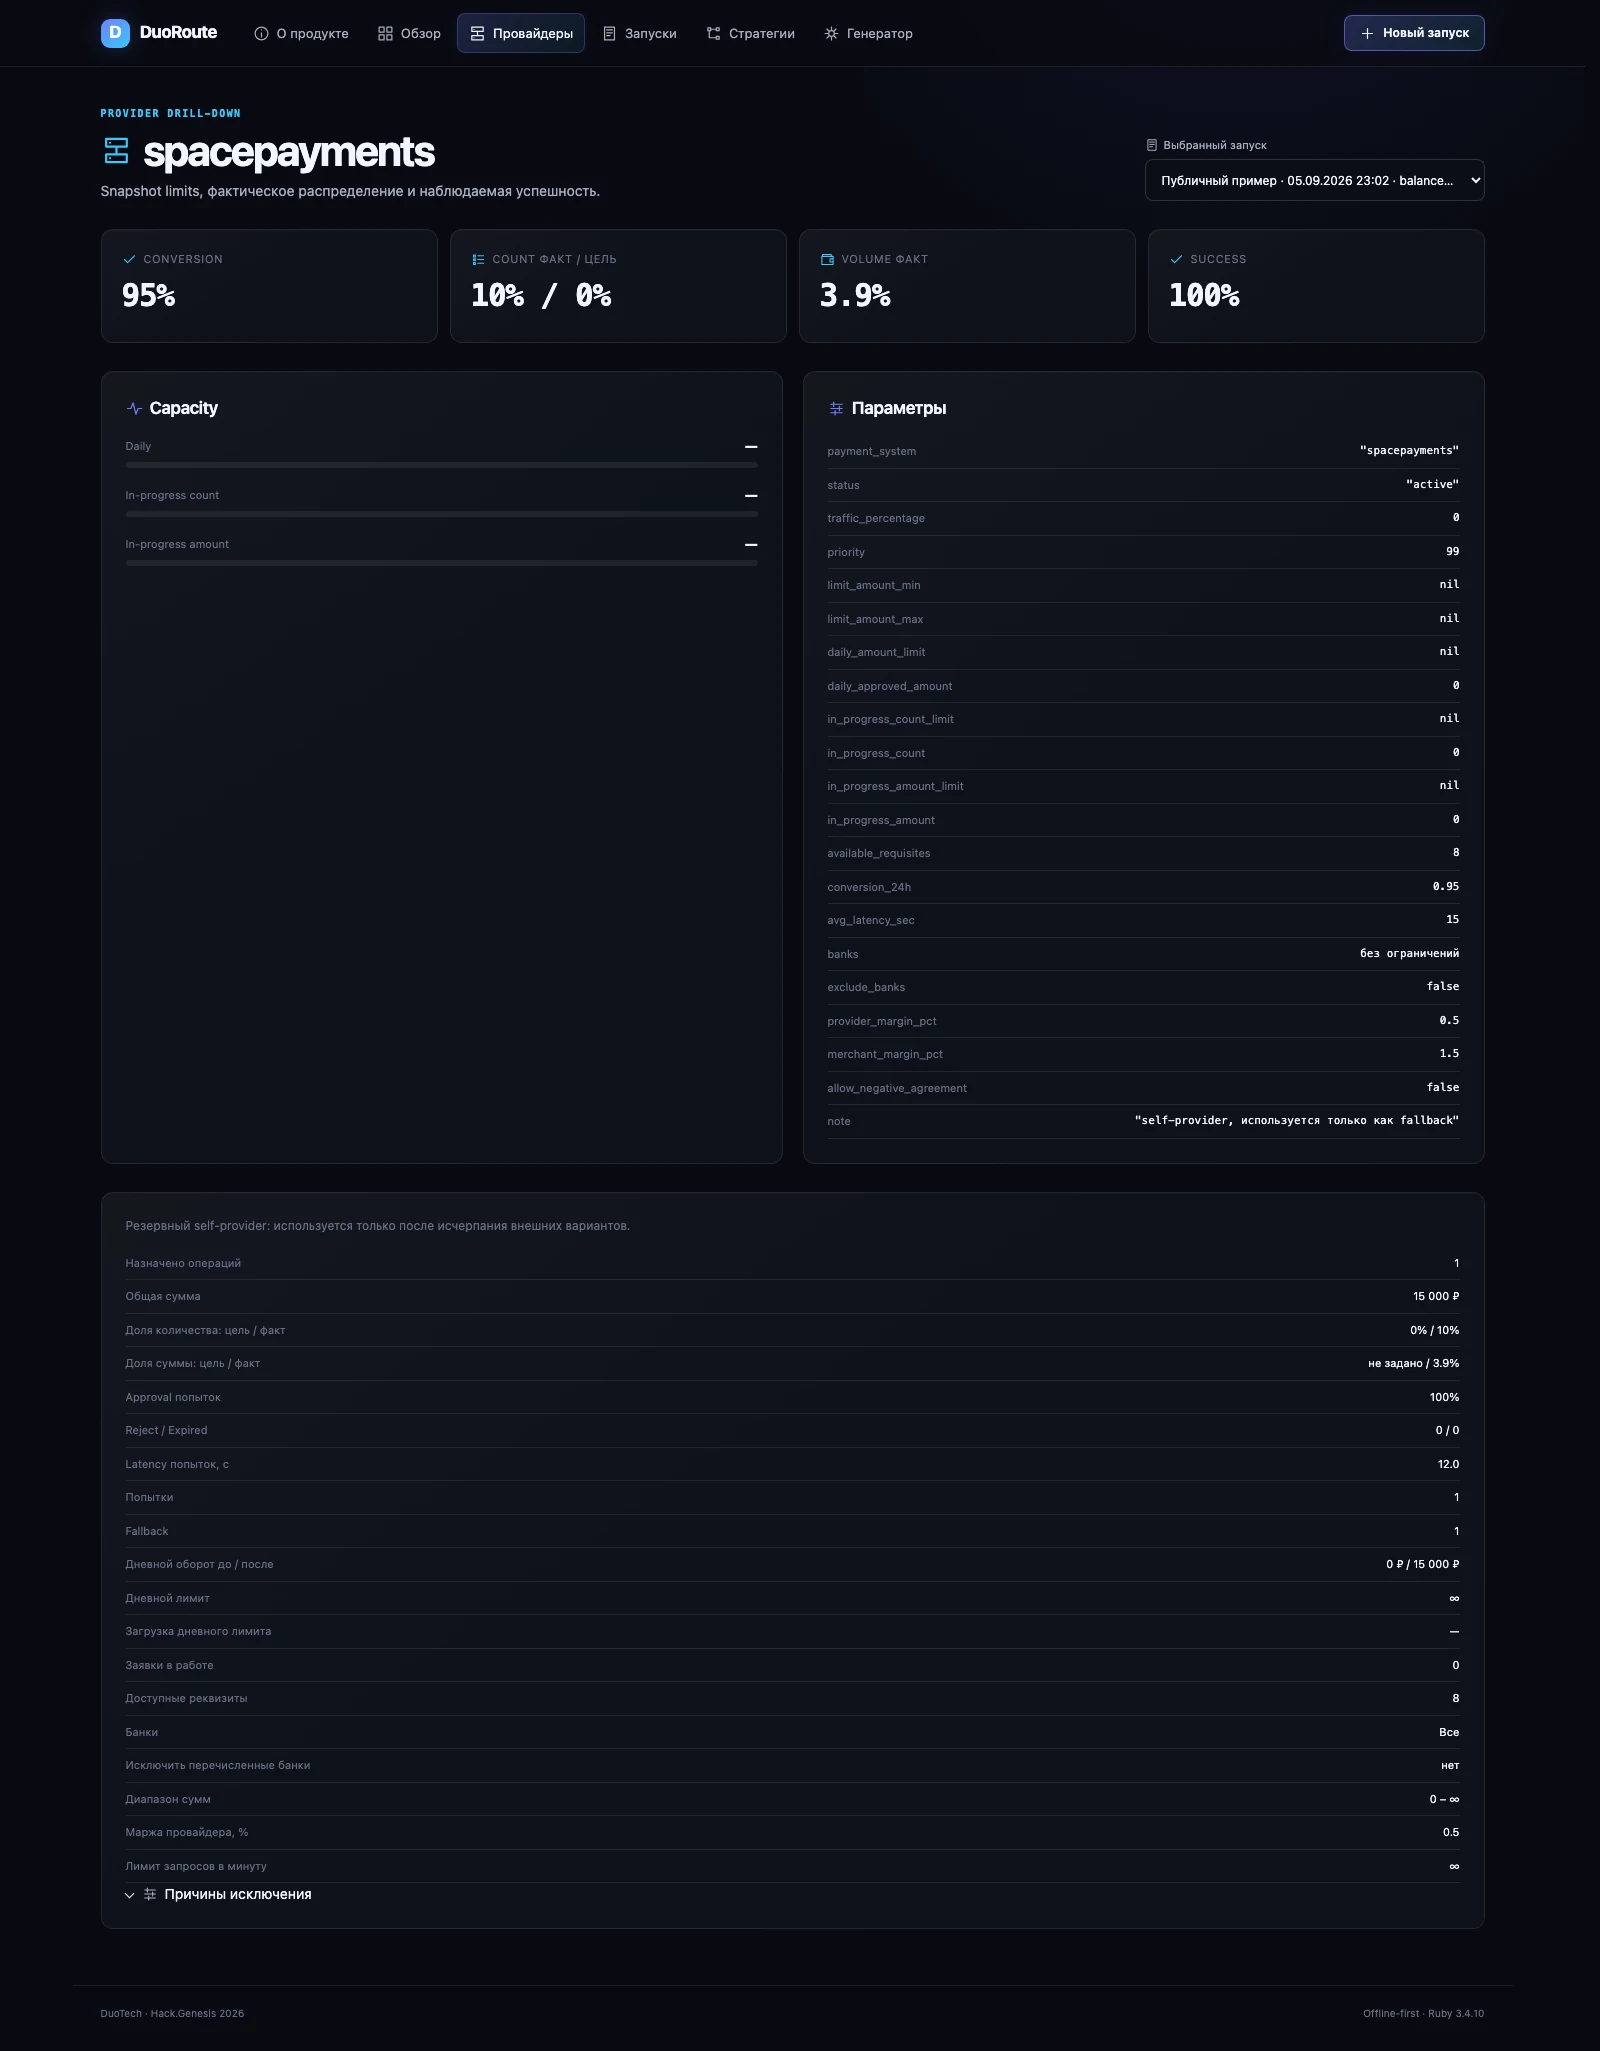 D DuoRoute О продукте Обзор Провайдеры Запуски Стратегии Генератор Новый запуск
PROVIDER DRILL-DOWN
spacepayments
Snapshot limits, фактическое распределение и наблюдаемая успешность.
Выбранный запуск
Публичный пример · 05.09.2026 23:02 · balance...
CONVERSION
95%
COUNT ФАКТ / ЦЕЛЬ
10% / 0%
VOLUME ФАКТ
3.9%
SUCCESS
100%
Capacity
Daily —
In-progress count —
In-progress amount —
Параметры
payment_system "spacepayments"
status "active"
traffic_percentage 0
priority 99
limit_amount_min nil
limit_amount_max nil
daily_amount_limit nil
daily_approved_amount 0
in_progress_count_limit nil
in_progress_count 0
in_progress_amount_limit nil
in_progress_amount 0
available_requisites 8
conversion_24h 0.95
avg_latency_sec 15
banks без ограничений
exclude_banks false
provider_margin_pct 0.5
merchant_margin_pct 1.5
allow_negative_agreement false
note "self-provider, используется только как fallback"
Резервный self-provider: используется только после исчерпания внешних вариантов.
Назначено операций 1
Общая сумма 15 000 ₽
Доля количества: цель / факт 0% / 10%
Доля суммы: цель / факт не задано / 3.9%
Approval попыток 100%
Reject / Expired 0 / 0
Latency попыток, с 12.0
Попытки 1
Fallback 1
Дневной оборот до / после 0 ₽ / 15 000 ₽
Дневной лимит ∞
Загрузка дневного лимита —
Заявки в работе 0
Доступные реквизиты 8
Банки Все
Исключить перечисленные банки нет
Диапазон сумм 0 – ∞
Маржа провайдера, % 0.5
Лимит запросов в минуту ∞
Причины исключения
DuoTech · Hack.Genesis 2026
Offline-first · Ruby 3.4.10